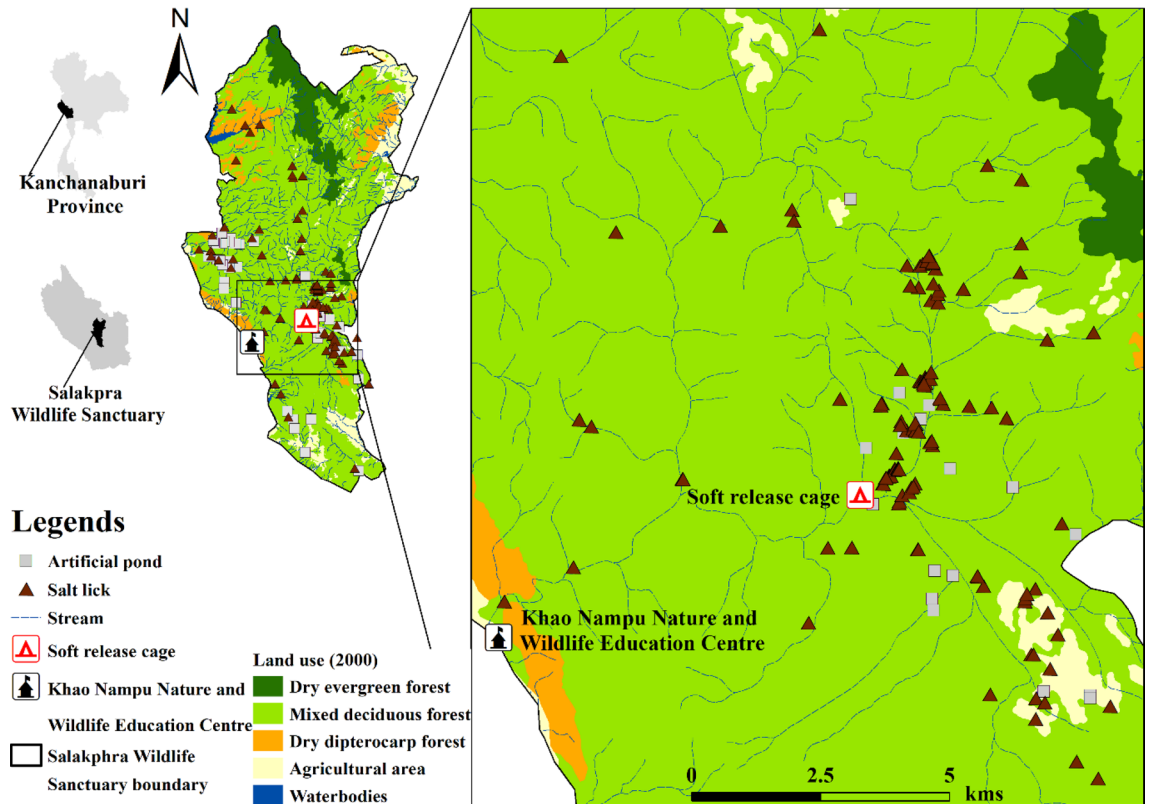 N
Kanchanaburi
Province
Salakpra
Wildlife Sanctuary
Legends
Artificial pond
Salt lick
Stream
Soft release cage
Khao Nampu Nature and
Wildlife Education Centre
Salakphra Wildlife
Sanctuary boundary
Land use (2000)
Dry evergreen forest
Mixed deciduous forest
Dry dipterocarp forest
Agricultural area
Waterbodies
Soft release cage
Khao Nampu Nature and
Wildlife Education Centre
0 2.5 5
kms